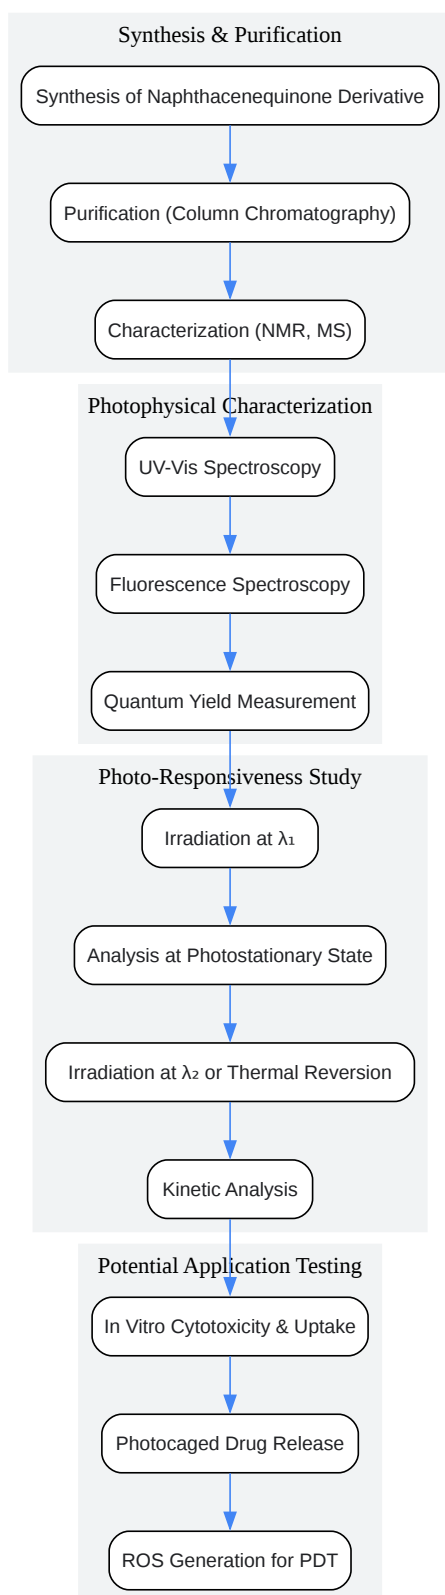 Synthesis & Purification
Synthesis of Naphthacenequinone Derivative
Purification (Column Chromatography)
Characterization (NMR, MS)
Photophysical Characterization
UV-Vis Spectroscopy
Fluorescence Spectroscopy
Quantum Yield Measurement
Photo-Responsiveness Study
Irradiation at λ₁
Analysis at Photostationary State
Irradiation at λ₂ or Thermal Reversion
Kinetic Analysis
Potential Application Testing
In Vitro Cytotoxicity & Uptake
Photocaged Drug Release
ROS Generation for PDT